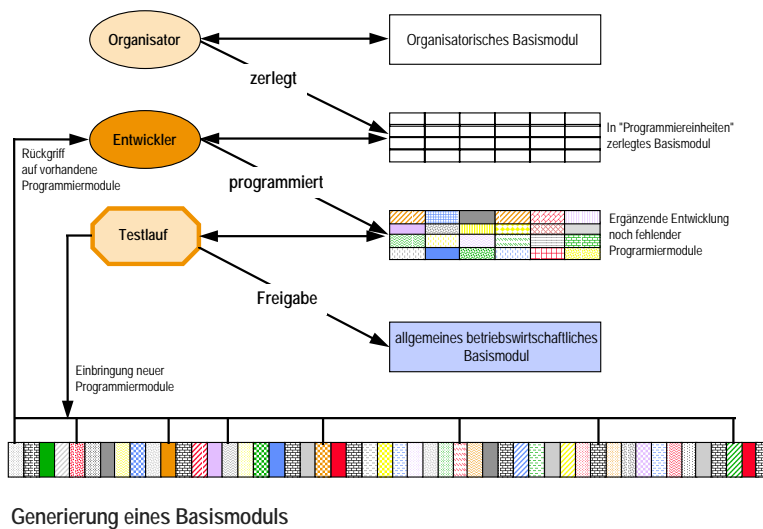 Organisator
Organisatorisches Basismodul
zerlegt
Entwickler
In "Programmiereinheiten"
zerlegtes Basismodul
Rückgriff
auf vorhandene
Programmiermodule
programmiert
Testlauf
Ergänzende Entwicklung
noch fehlender
Prograrmiermodule
Freigabe
allgemeines betriebswirtschaftliches
Basismodul
Einbringung neuer
Programmiermodule
Generierung eines Basismoduls